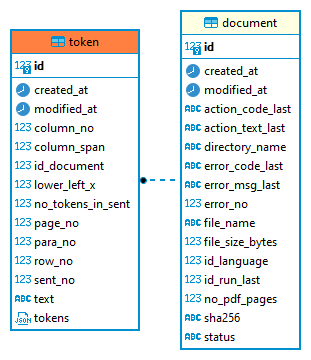 token
123 id
created_at
modified_at
123 column_no
123 column_span
123 id_document
123 lower_left_x
123 no_tokens_in_sent
123 page_no
123 para_no
123 row_no
123 sent_no
ABC text
JSON tokens
document
123 id
created_at
modified_at
ABC action_code_last
ABC action_text_last
ABC directory_name
ABC error_code_last
ABC error_msg_last
123 error_no
ABC file_name
123 file_size_bytes
123 id_language
123 id_run_last
123 no_pdf_pages
ABC sha256
ABC status